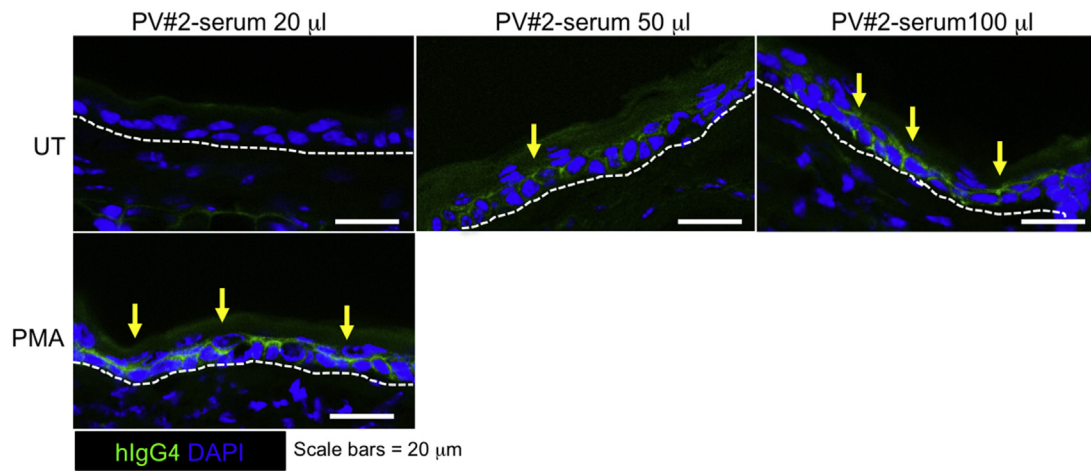 PV#2-serum 20 μl PV#2-serum 50 μl PV#2-serum100 μl
UT
PMA
hIgG4 DAPI Scale bars = 20 μm